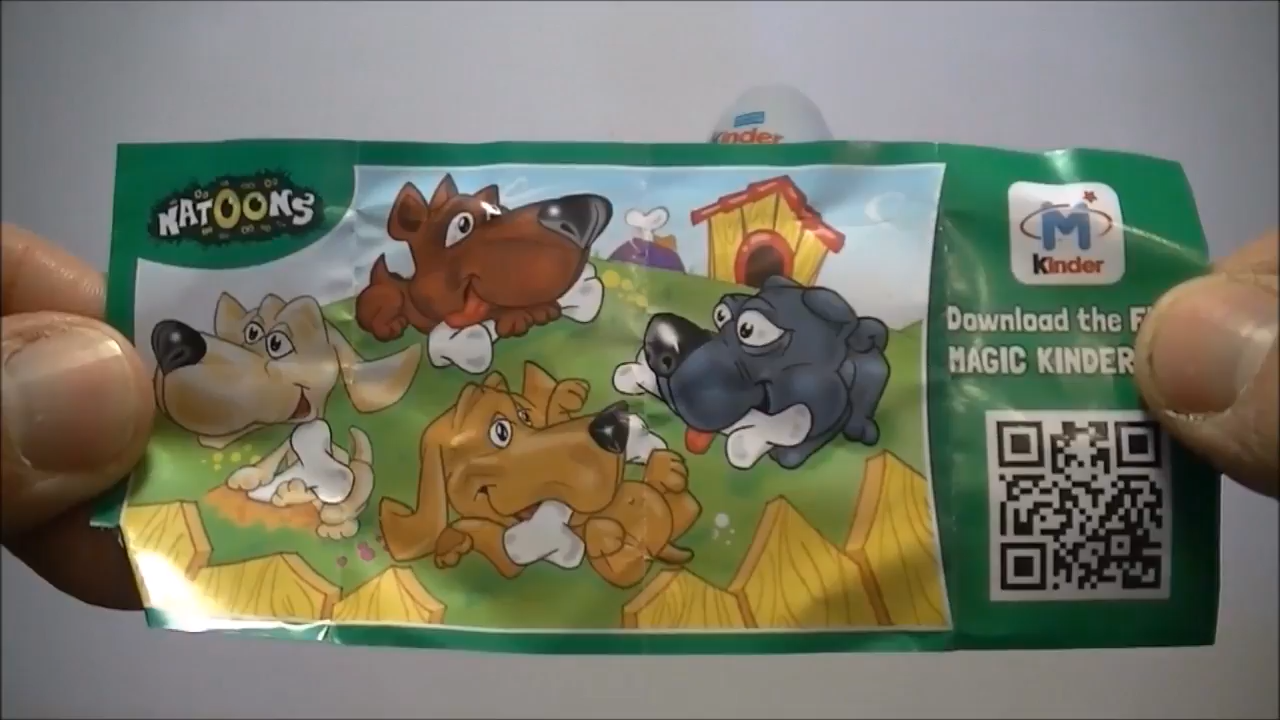 kinder
NATOONS
M
Kinder
Download the
MAGIC KINDER